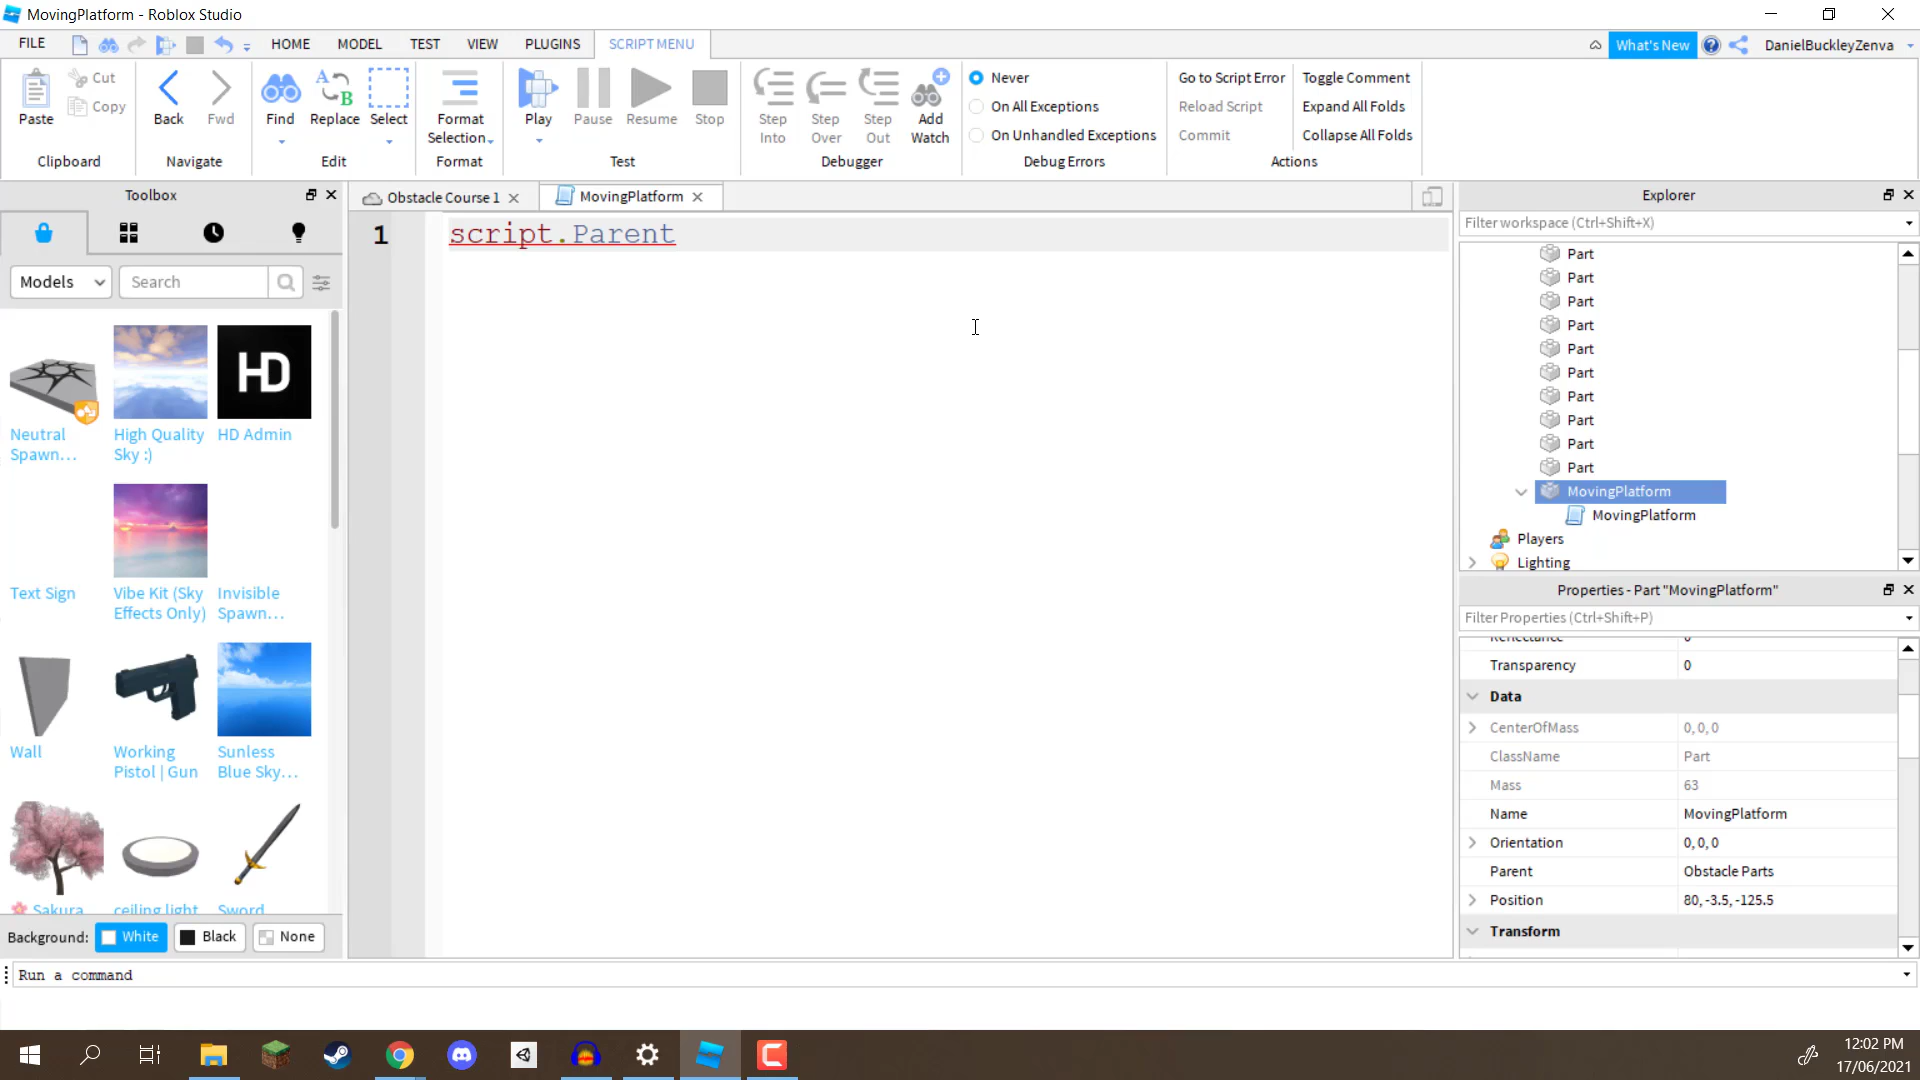 MovingPlatform - Roblox Studio
FILE HOME MODEL TEST VIEW PLUGINS SCRIPT MENU What's New DanielBuckleyZenva
Paste Cut Copy Clipboard
Back Fwd Navigate
Find Replace Select Edit
Format Selection Format
Play Pause Resume Stop Test
Step Into Step Over Step Out Add Watch Debugger
Never
On All Exceptions
On Unhandled Exceptions
Debug Errors
Go to Script Error Toggle Comment
Reload Script Expand All Folds
Commit Collapse All Folds
Actions
Toolbox
Models Search
Neutral Spawn...
High Quality Sky :)
HD
HD Admin
Text Sign
Vibe Kit (Sky Effects Only)
Invisible Spawn...
Wall
Working Pistol | Gun
Sunless Blue Sky...
Sakura
ceiling light
Sword
Background: White Black None
Obstacle Course 1 MovingPlatform
1 script.Parent
Explorer
Filter workspace (Ctrl+Shift+X)
Part
Part
Part
Part
Part
Part
Part
Part
Part
Part
MovingPlatform
MovingPlatform
Players
Lighting
Properties - Part "MovingPlatform"
Filter Properties (Ctrl+Shift+P)
Reflectance 0
Transparency 0
Data
CenterOfMass 0, 0, 0
ClassName Part
Mass 63
Name MovingPlatform
Orientation 0, 0, 0
Parent Obstacle Parts
Position 80, -3.5, -125.5
Transform
Run a command
12:02 PM
17/06/2021